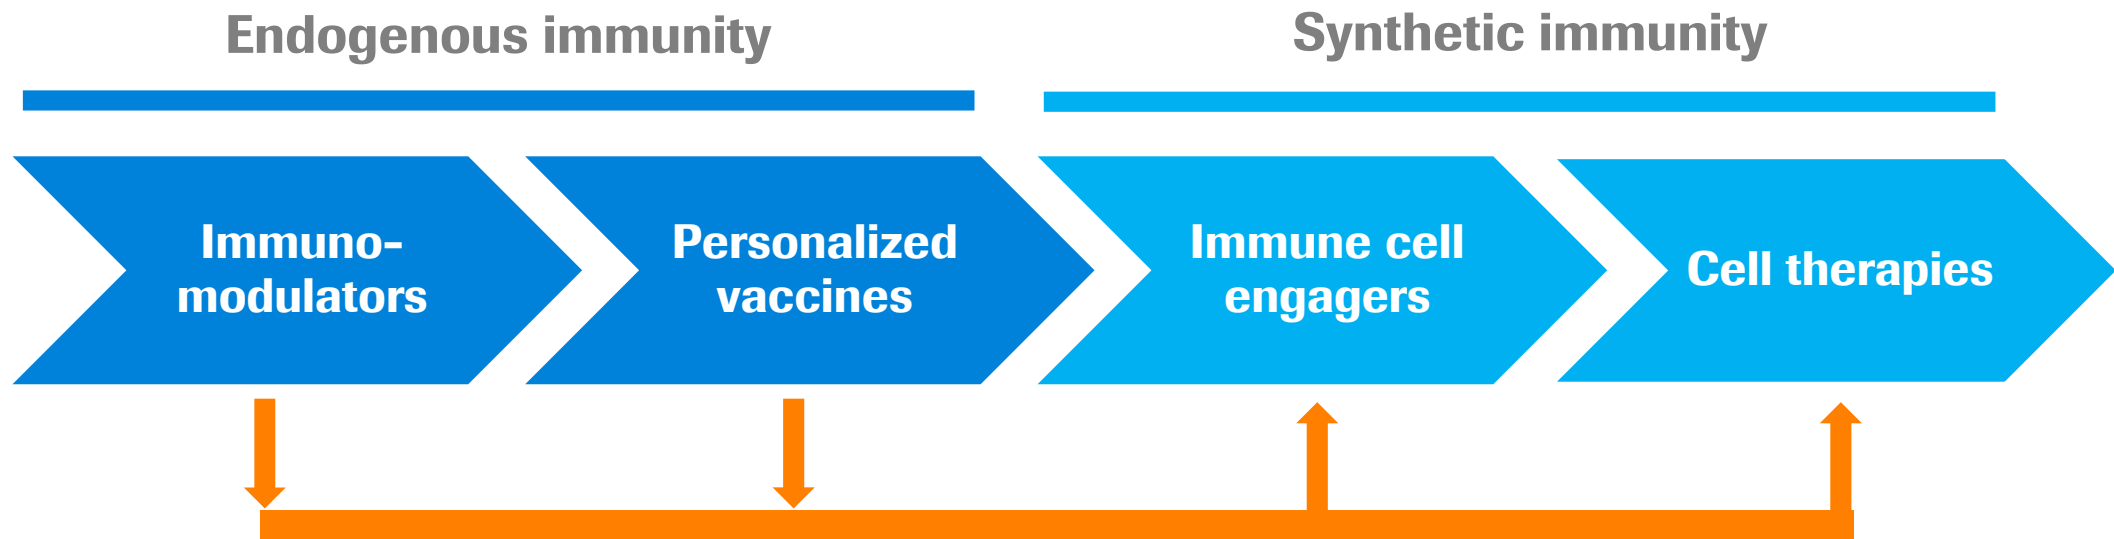 Endogenous immunity
Synthetic immunity
Immuno-
modulators
Personalized
vaccines
Immune cell
engagers
Cell therapies